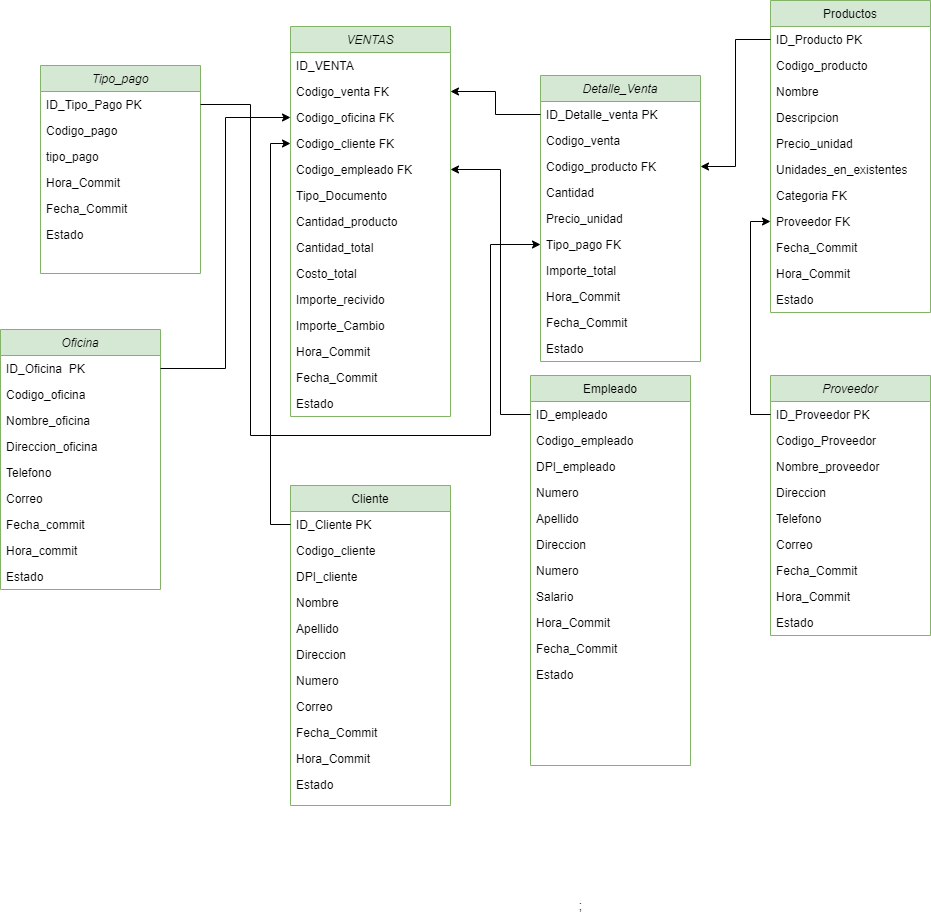 Tipo_pago
ID_Tipo_Pago PK
Codigo_pago
tipo_pago
Hora_Commit
Fecha_Commit
Estado
VENTAS
ID_VENTA
Codigo_venta FK
Codigo_oficina FK
Codigo_cliente FK
Codigo_empleado FK
Tipo_Documento
Cantidad_producto
Cantidad_total
Costo_total
Importe_recivido
Importe_Cambio
Hora_Commit
Fecha_Commit
Estado
Detalle_Venta
ID_Detalle_venta PK
Codigo_venta
Codigo_producto FK
Cantidad
Precio_unidad
Tipo_pago FK
Importe_total
Hora_Commit
Fecha_Commit
Estado
Productos
ID_Producto PK
Codigo_producto
Nombre
Descripcion
Precio_unidad
Unidades_en_existentes
Categoria FK
Proveedor FK
Fecha_Commit
Hora_Commit
Estado
Oficina
ID_Oficina  PK
Codigo_oficina
Nombre_oficina
Direccion_oficina
Telefono
Correo
Fecha_commit
Hora_commit
Estado
Cliente
ID_Cliente PK
Codigo_cliente
DPI_cliente
Nombre
Apellido
Direccion
Numero
Correo
Fecha_Commit
Hora_Commit
Estado
Empleado
ID_empleado
Codigo_empleado
DPI_empleado
Numero
Apellido
Direccion
Numero
Salario
Hora_Commit
Fecha_Commit
Estado
Proveedor
ID_Proveedor PK
Codigo_Proveedor
Nombre_proveedor
Direccion
Telefono
Correo
Fecha_Commit
Hora_Commit
Estado
;